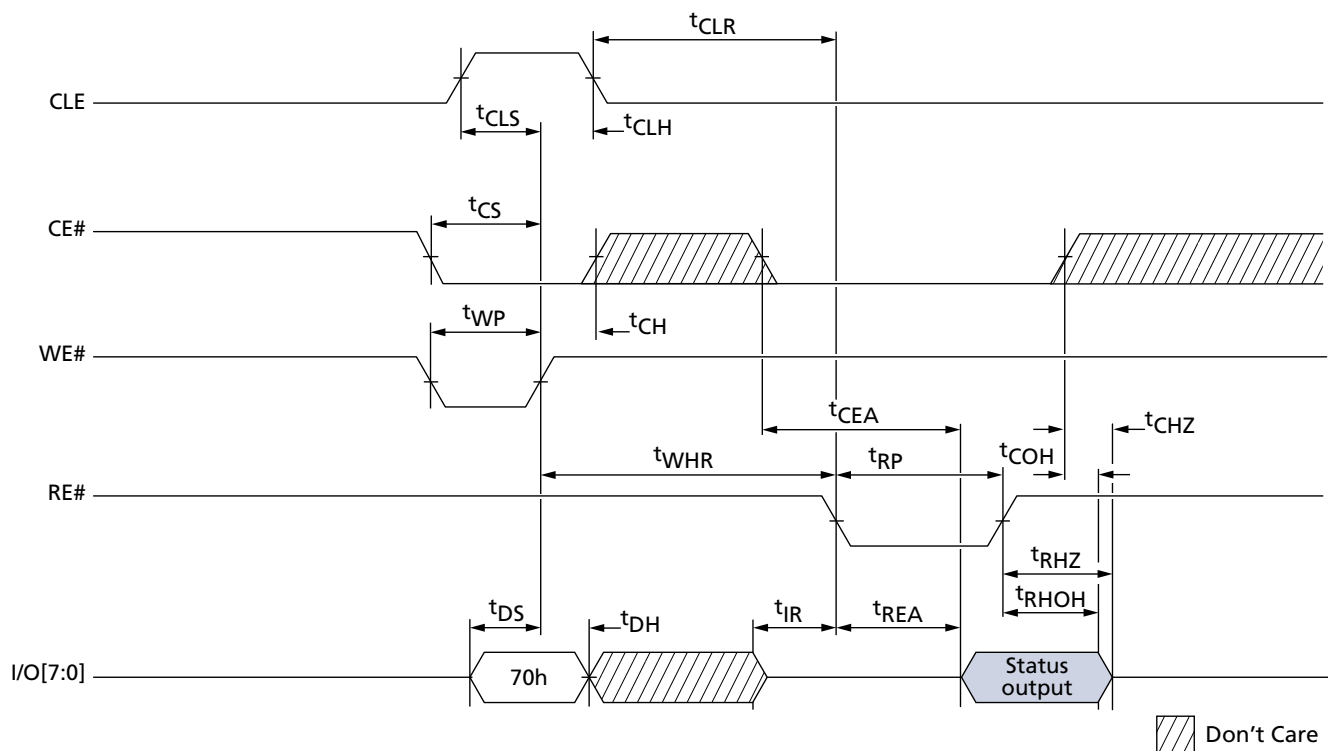 tCLR
CLE
tCLS
tCLH
tCS
CE#
tWP
tCH
WE#
tCEA
tCHZ
tWHR
tRP
tCOH
RE#
tRHZ
tRHOH
tDS
tDH
tIR
tREA
I/O[7:0]
70h
Status
output
Don't Care